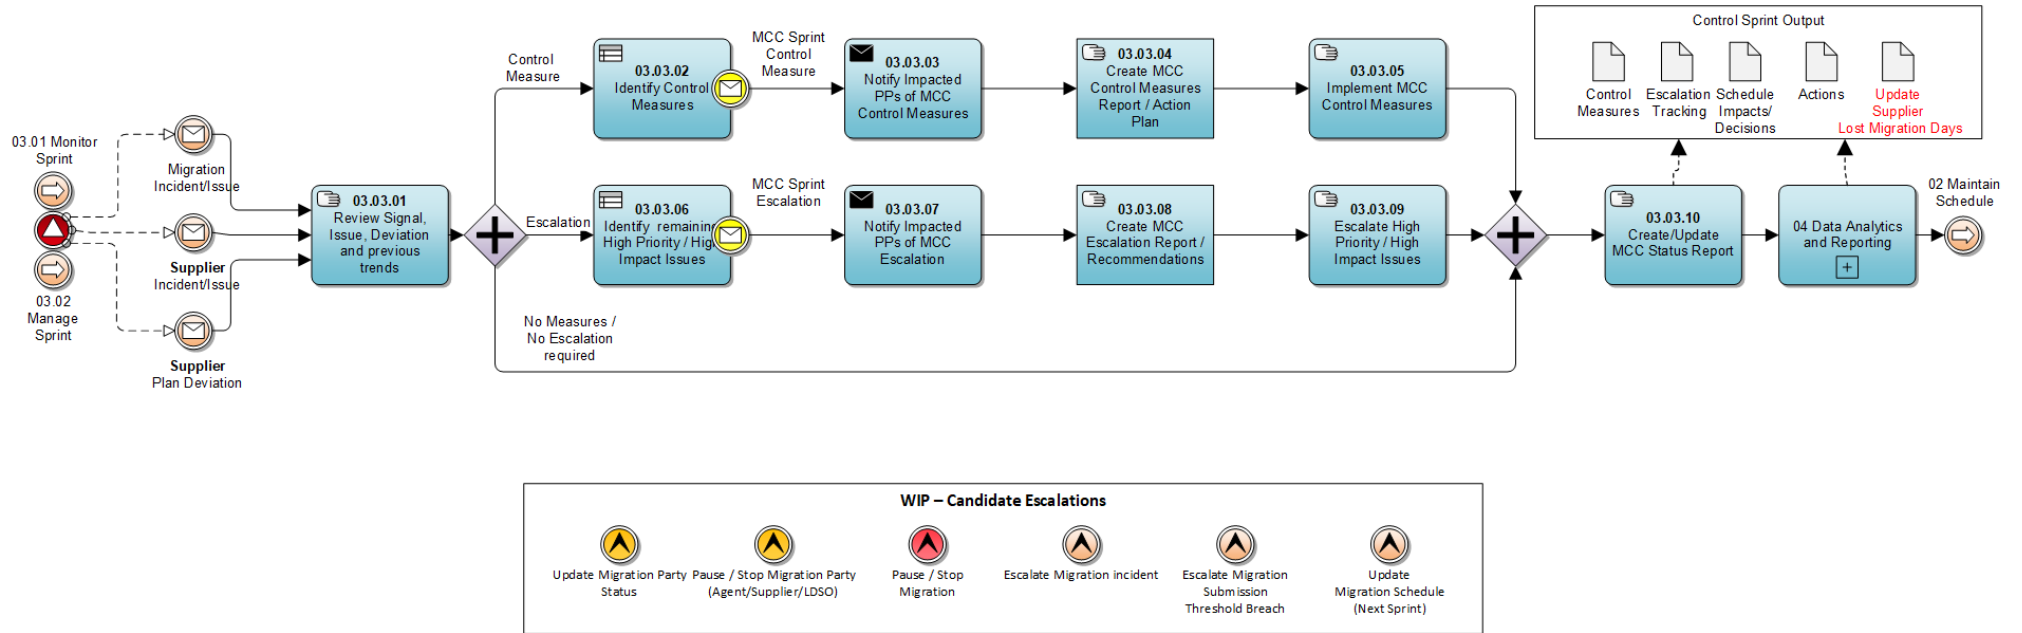 Control Sprint Output
Control
Measures
Escalation
Tracking
Schedule
Impacts/
Decisions
Actions
Update
Supplier
Lost Migration Days
03.01 Monitor
Sprint
03.02
Manage
Sprint
Migration
Incident/Issue
Supplier
Incident/Issue
Supplier
Plan Deviation
03.03.01
Review Signal,
Issue, Deviation
and previous
trends
Control
Measure
03.03.02
Identify Control
Measures
MCC Sprint
Control
Measure
03.03.03
Notify Impacted
PPs of MCC
Control Measures
03.03.04
Create MCC
Control Measures
Report / Action
Plan
03.03.05
Implement MCC
Control Measures
Escalation
03.03.06
Identify remaining
High Priority / High
Impact Issues
MCC Sprint
Escalation
03.03.07
Notify Impacted
PPs of MCC
Escalation
03.03.08
Create MCC
Escalation Report /
Recommendations
03.03.09
Escalate High
Priority / High
Impact Issues
No Measures /
No Escalation
required
03.03.10
Create/Update
MCC Status Report
04 Data Analytics
and Reporting
02 Maintain
Schedule
WIP – Candidate Escalations
Update Migration Party
Status
Pause / Stop Migration Party
(Agent/Supplier/LDSO)
Pause / Stop
Migration
Escalate Migration incident
Escalate Migration
Submission
Threshold Breach
Update
Migration Schedule
(Next Sprint)